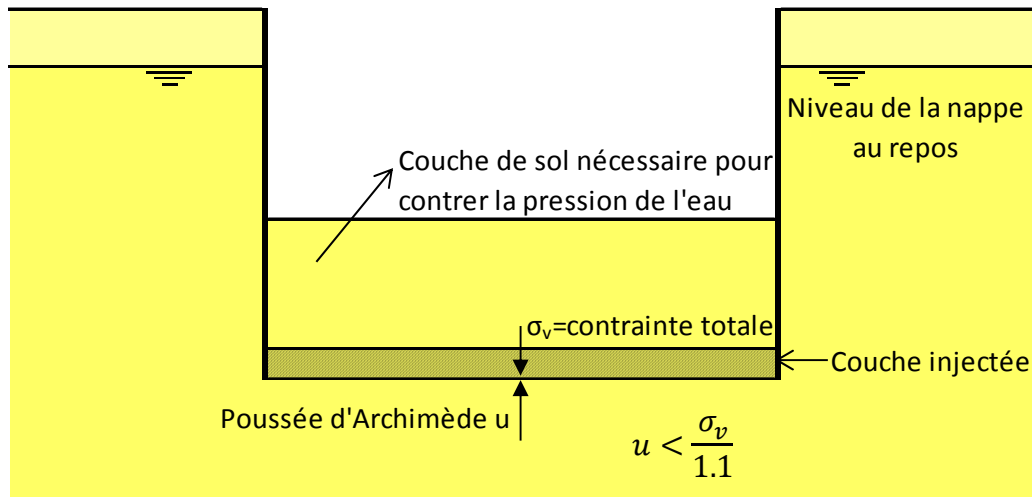 Niveau de la nappe
au repos
Couche de sol nécessaire pour
contrer la pression de l'eau
σᵥ=contrainte totale
Couche injectée
Poussée d'Archimède u
u < σᵥ / 1.1